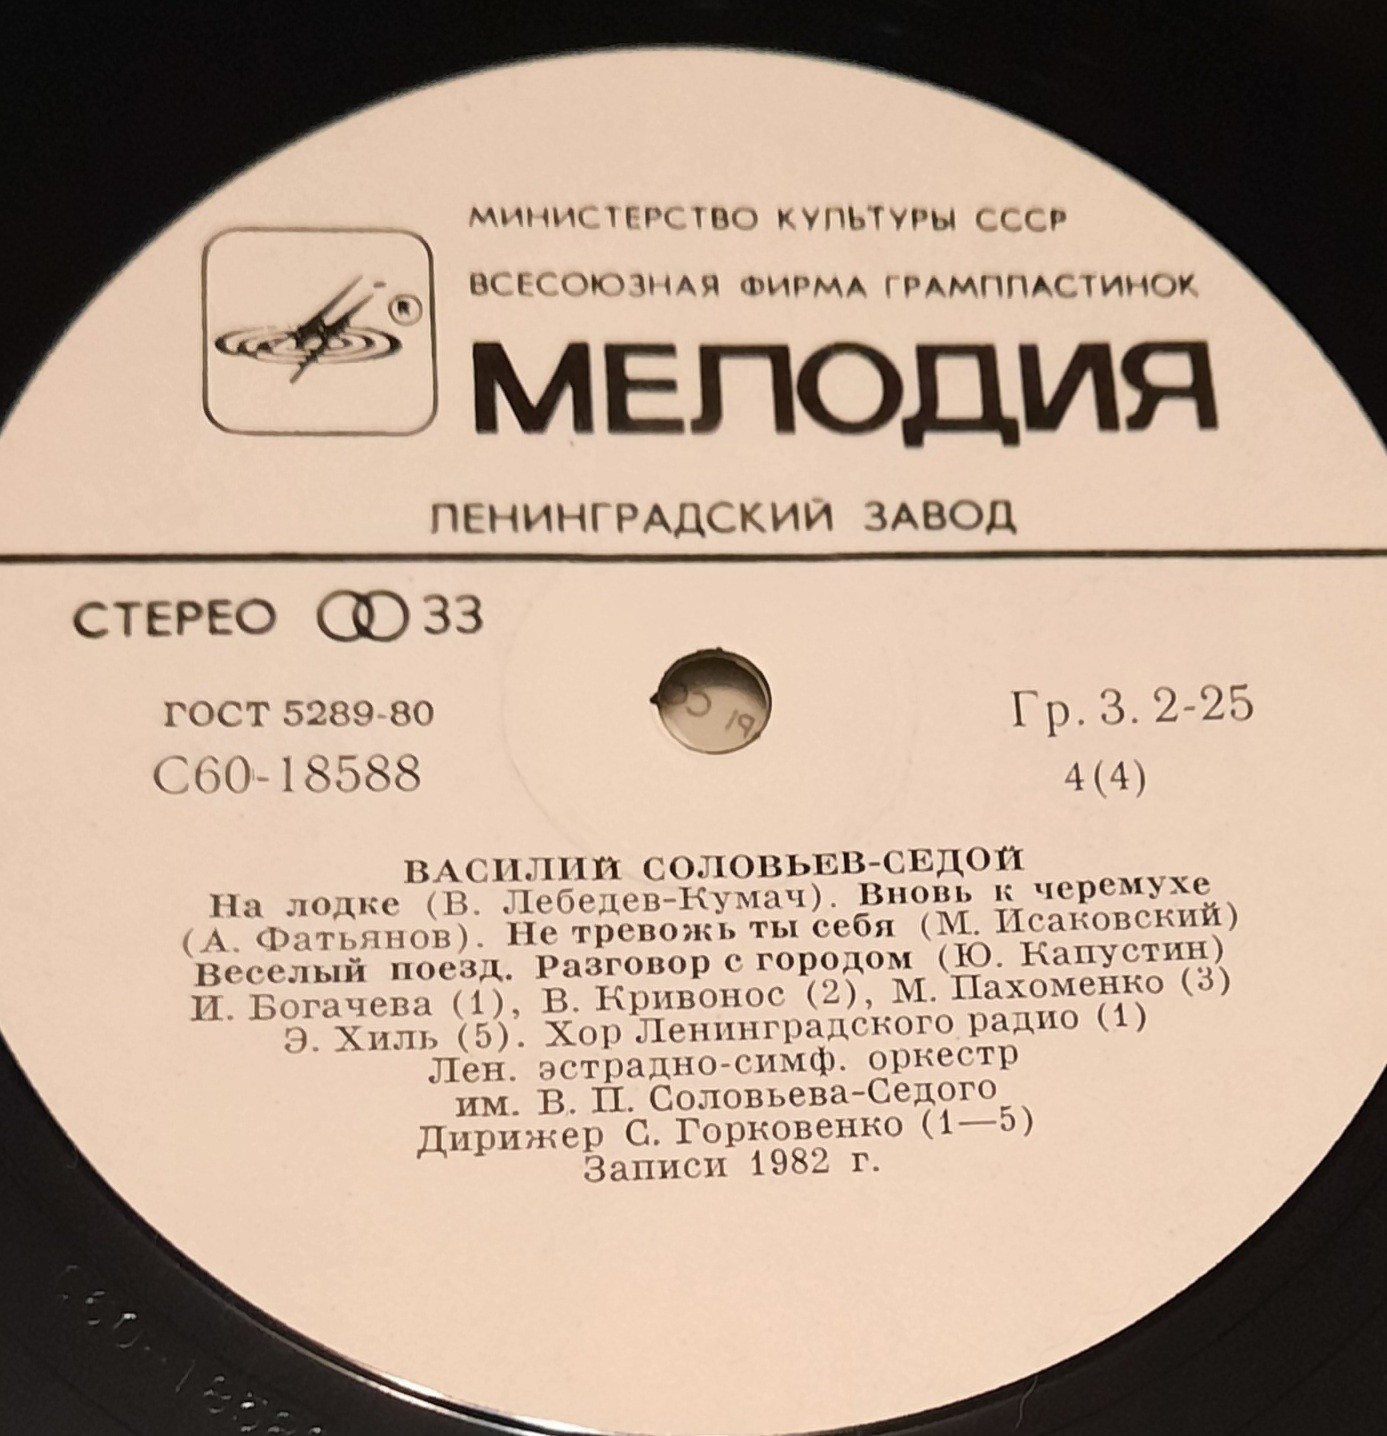 МИНИСТЕРСТВО КУЛЬТУРЫ СССР
ВСЕСОЮЗНАЯ ФИРМА ГРАМПЛАСТИНОК
®
МЕЛОДИЯ
ЛЕНИНГРАДСКИЙ ЗАВОД
СТЕРЕО 33
ГОСТ 5289-80
Гр. 3. 2-25
С60-18588
4 (4)
ВАСИЛИЙ СОЛОВЬЕВ-СЕДОЙ
На лодке (В. Лебедев-Кумач). Вновь к черемухе
(А. Фатьянов). Не тревожь ты себя (М. Исаковский)
Веселый поезд. Разговор с городом (Ю. Капустин)
И. Богачева (1), В. Кривонос (2), М. Пахоменко (3)
Э. Хиль (5). Хор Ленинградского радио (1)
Лен. эстрадно-симф. оркестр
им. В. П. Соловьева-Седого
Дирижер С. Горковенко (1—5)
Записи 1982 г.